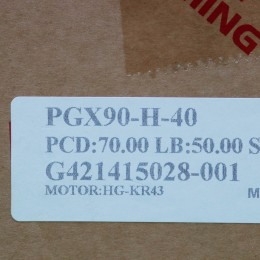 PGX90-H-40
PCD:70.00 LB:50.00 S
G421415028-001
MOTOR:HG-KR43